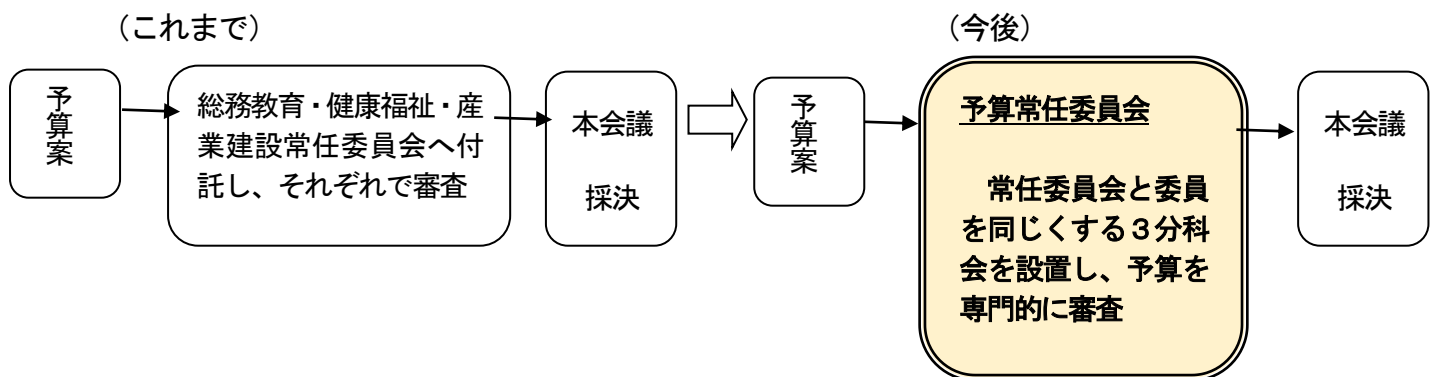 （これまで）
予算案
総務教育・健康福祉・産
業建設常任委員会へ付
託し、それぞれで審査
本会議
採決
（今後）
予算案
予算常任委員会
常任委員会と委員
を同じくする３分科
会を設置し、予算を
専門的に審査
本会議
採決